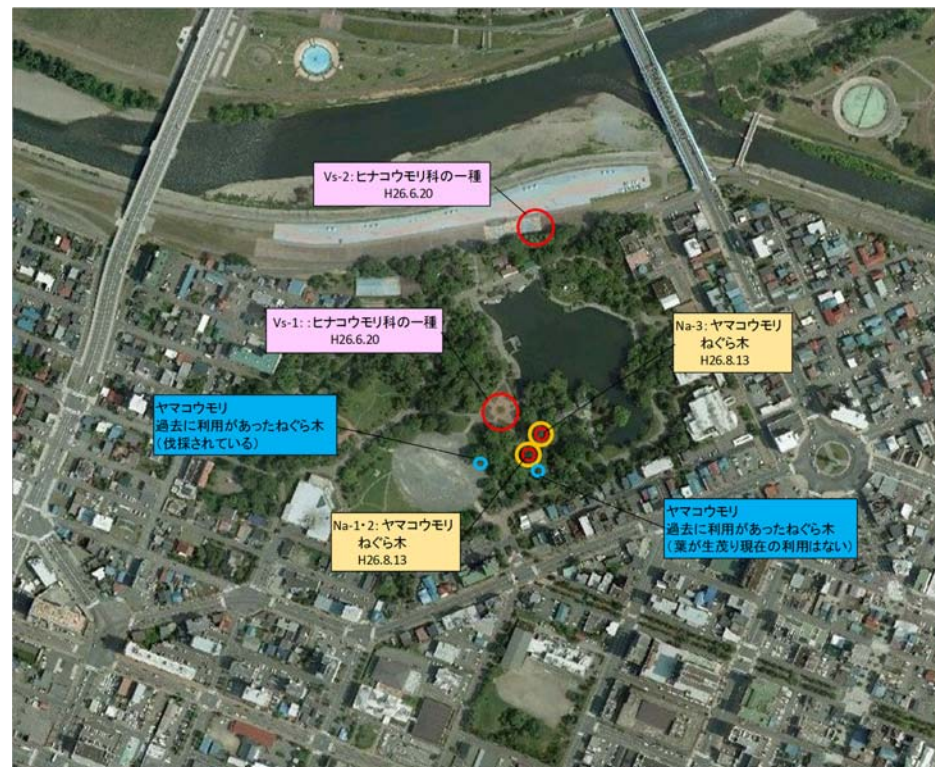 Vs-2：ヒナコウモリ科の一種
H26.6.20
Vs-1：：ヒナコウモリ科の一種
H26.6.20
Na-3：ヤマコウモリ
ねぐら木
H26.8.13
ヤマコウモリ
過去に利用があったねぐら木
（伐採されている）
Na-1・2：ヤマコウモリ
ねぐら木
H26.8.13
ヤマコウモリ
過去に利用があったねぐら木
（葉が生茂り現在の利用はない）